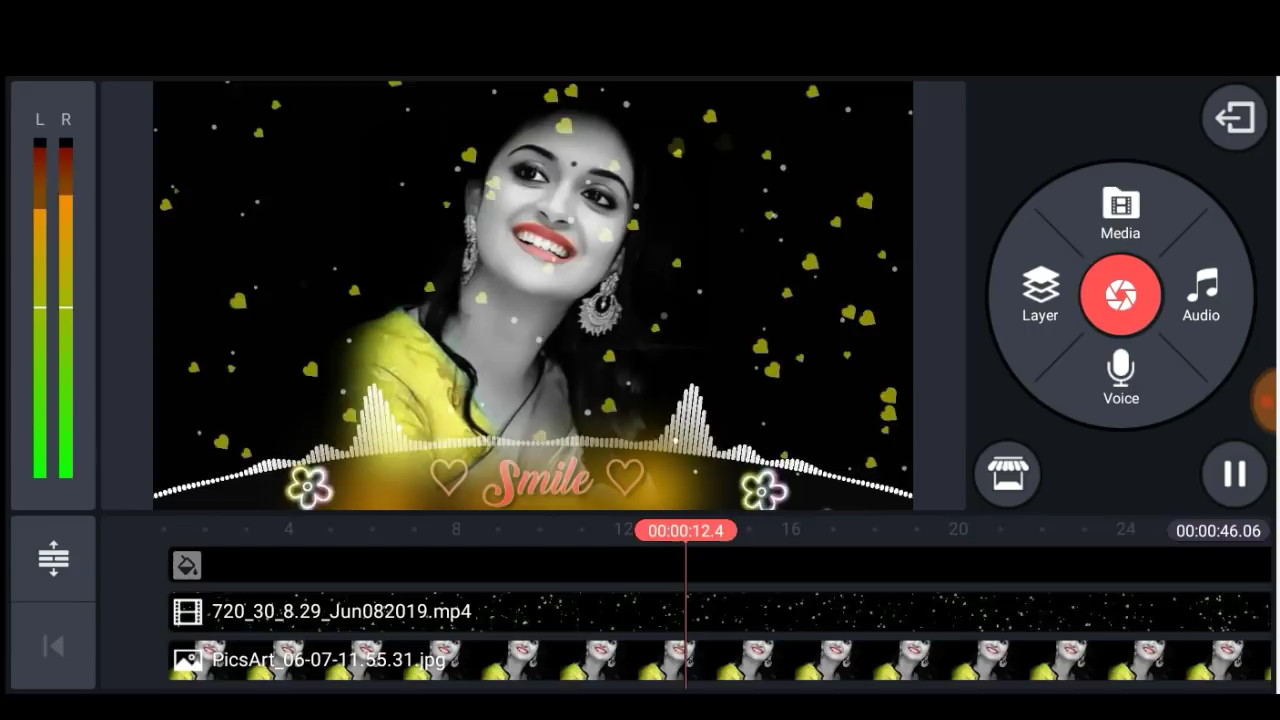 L R
Media
Layer
Audio
Voice
Smile
4 8 12 00:00:12.4 16 20 24 00:00:46.06
720_30_8.29_Jun082019.mp4
PicsArt_06-07-11.55.31.jpg